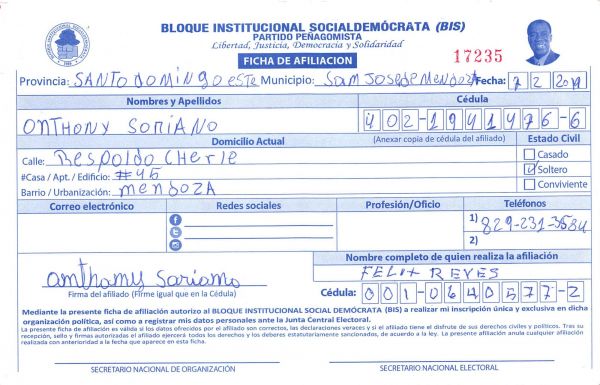 BLOQUE INSTITUCIONAL SOCIALDEMÓCRATA (BIS)
PARTIDO PEÑAGOMISTA
Libertad, Justicia, Democracia y Solidaridad
FICHA DE AFILIACION
17235
Provincia: SANTO DOMINGO este Municipio: San Jose de Mendoza Fecha: 7 2 2019
Nombres y Apellidos Cédula
ANTHONY SORIANO 402-1941476-6
Domicilio Actual (Anexar copia de cédula del afiliado) Estado Civil
Calle: Respoldo CHERIE
Casado
#Casa / Apt. / Edificio: #45
Soltero
Barrio / Urbanización: mendozA
Conviviente
Correo electrónico Redes sociales Profesión/Oficio Teléfonos
1) 829-231-3584
2)
Nombre completo de quien realiza la afiliación
anthony soriano FELIX REYES
Firma del afiliado (Firme igual que en la Cédula)
Cédula: 001-0640577-2
Mediante la presente ficha de afiliación autorizo al BLOQUE INSTITUCIONAL SOCIAL DEMÓCRATA (BIS) a realizar mi inscripción única y exclusiva en dicha
organización política, así como a registrar mis datos personales ante la Junta Central Electoral.
La presente ficha de afiliación es válida si los datos ofrecidos por el afiliado son correctos, las declaraciones veraces y si el afiliado tiene el disfrute de sus derechos civiles y políticos. Tras su
recepción, sello y firmas autorizadas el afiliado ejercerá todos los derechos y los deberes estatutariamente sancionados, de acuerdo a la ley. La presente afiliación anula cualquier afiliación
realizada con anterioridad a la fecha que aparece en esta ficha.
SECRETARIO NACIONAL DE ORGANIZACIÓN SECRETARIO NACIONAL ELECTORAL